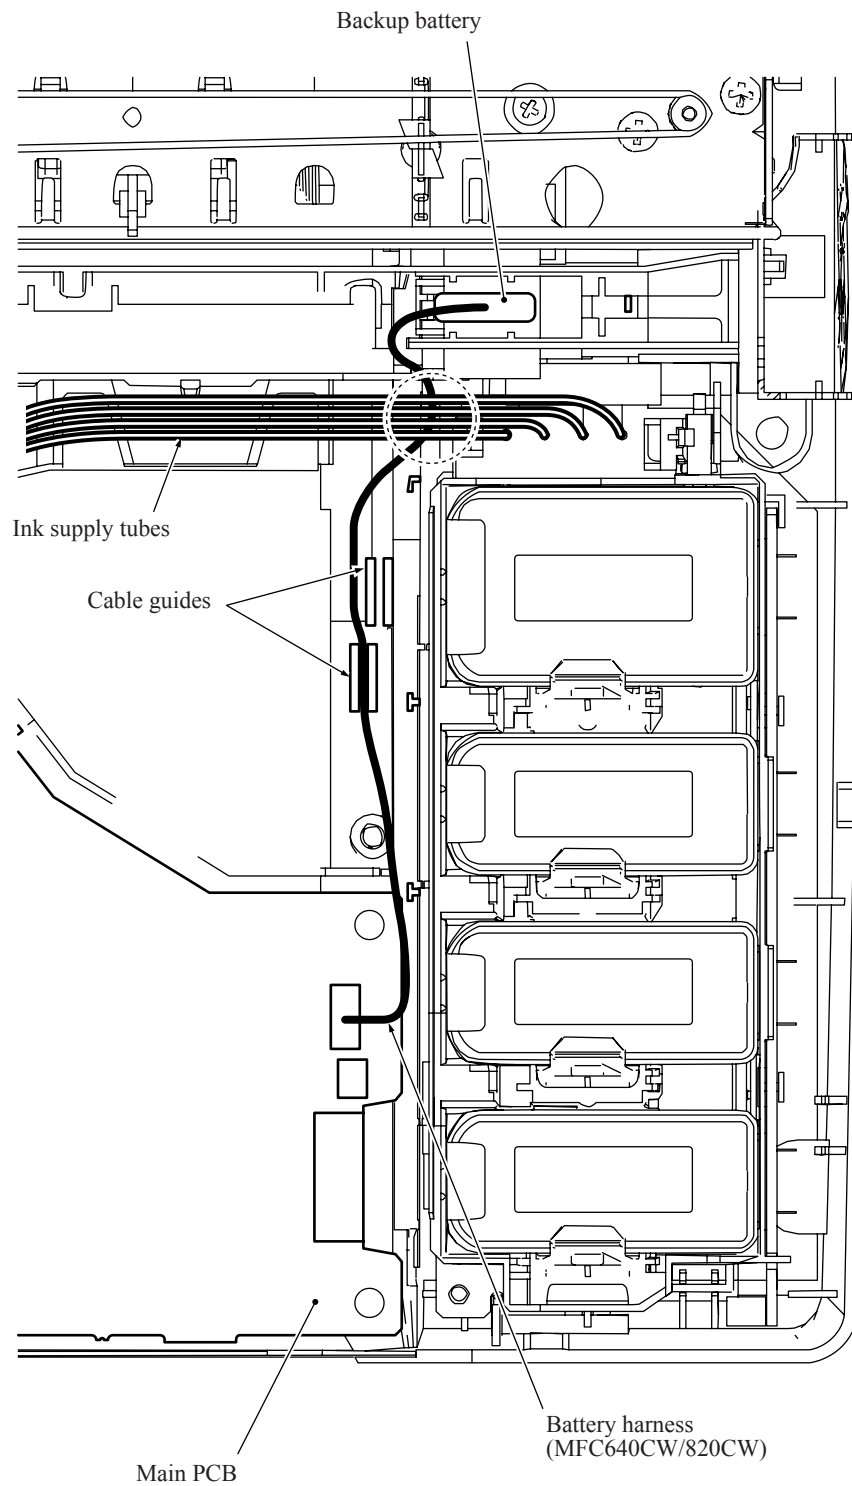 Backup battery
Ink supply tubes
Cable guides
Battery harness
(MFC640CW/820CW)
Main PCB